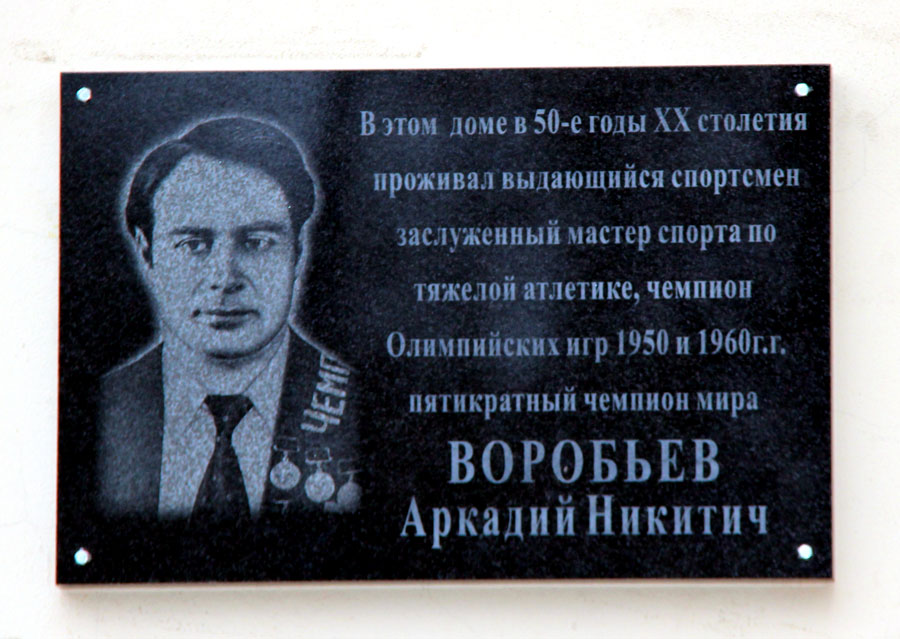 В этом доме в 50-е годы XX столетия
проживал выдающийся спортсмен
заслуженный мастер спорта по
тяжелой атлетике, чемпион
Олимпийских игр 1950 и 1960г.г.
пятикратный чемпион мира
ВОРОБЬЕВ
Аркадий Никитич
ЧЕМП